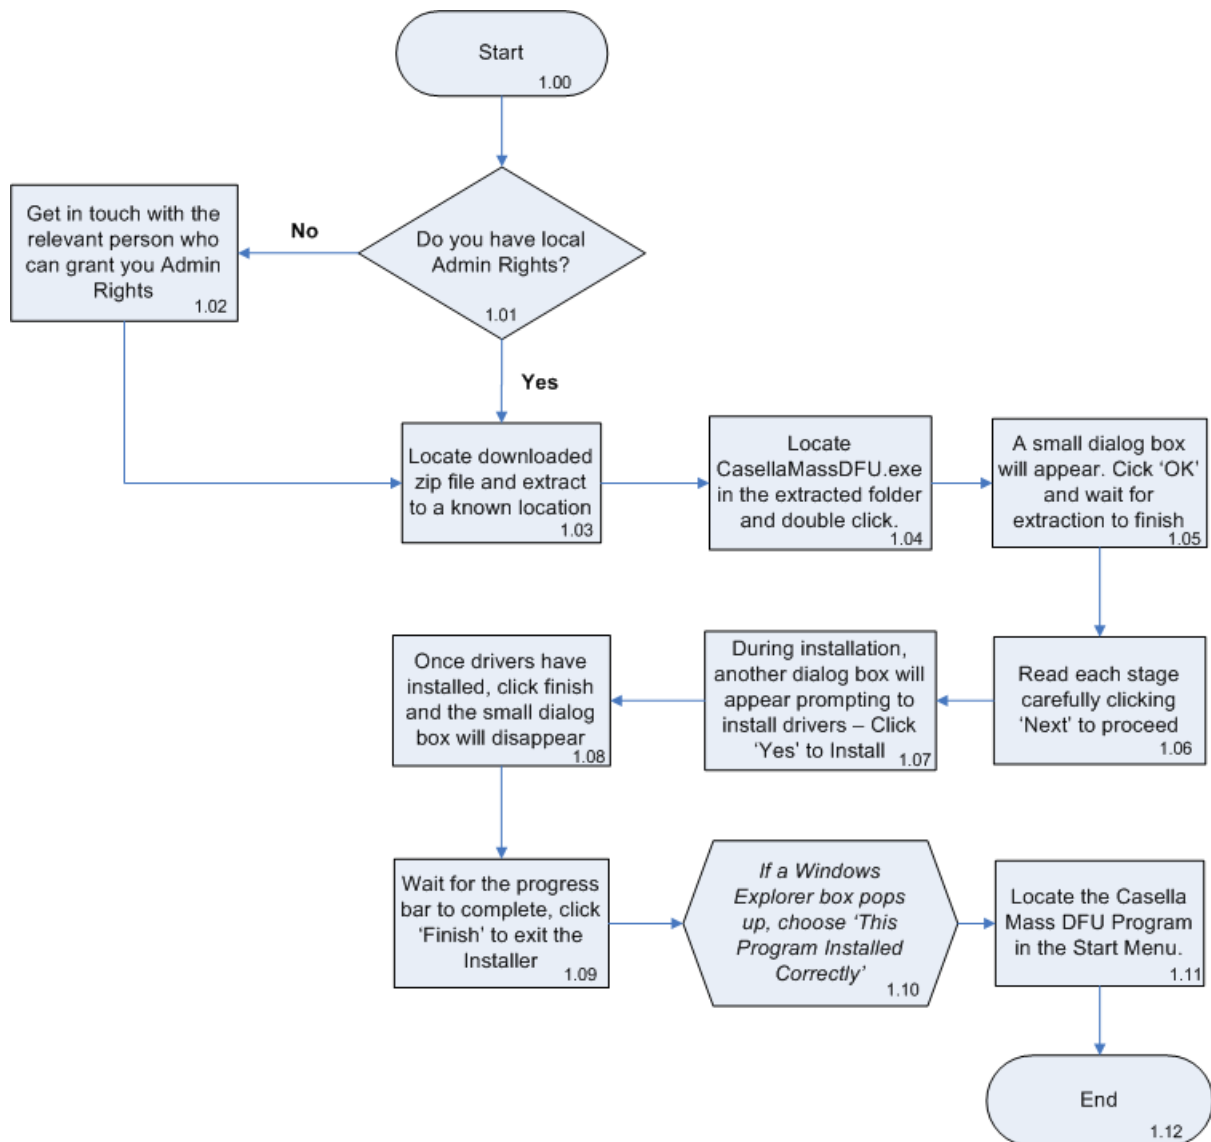 Start
1.00
Do you have local
Admin Rights?
1.01
No
Get in touch with the
relevant person who
can grant you Admin
Rights
1.02
Yes
Locate downloaded
zip file and extract
to a known location
1.03
Locate
CasellaMassDFU.exe
in the extracted folder
and double click.
1.04
A small dialog box
will appear. Cick ‘OK’
and wait for
extraction to finish
1.05
Read each stage
carefully clicking
‘Next’ to proceed
1.06
During installation,
another dialog box will
appear prompting to
install drivers – Click
‘Yes’ to Install
1.07
Once drivers have
installed, click finish
and the small dialog
box will disappear
1.08
Wait for the progress
bar to complete, click
‘Finish’ to exit the
Installer
1.09
If a Windows
Explorer box pops
up, choose ‘This
Program Installed
Correctly’
1.10
Locate the Casella
Mass DFU Program
in the Start Menu.
1.11
End
1.12